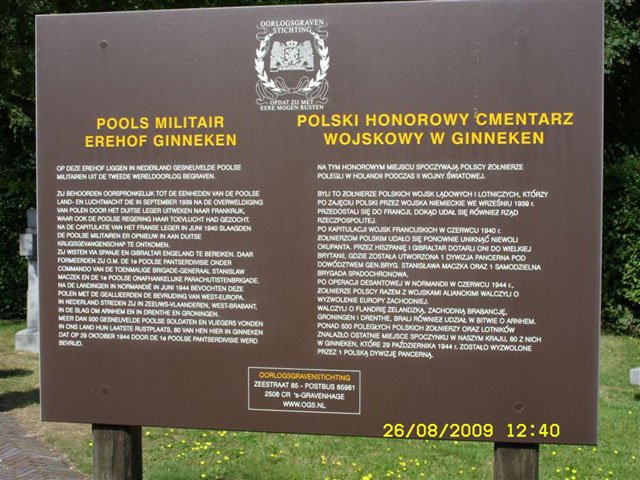 OORLOGSGRAVEN
STICHTING
OPDAT ZIJ MET
EERE MOGEN RUSTEN
POOLS MILITAIR
EREHOF GINNEKEN
OP DEZE EREHOF LIGGEN IN NEDERLAND GESNEUVELDE POOLSE
MILITAIREN UIT DE TWEEDE WERELDOORLOG BEGRAVEN.
ZIJ BEHOORDEN OORSPRONKELIJK TOT DE EENHEDEN VAN DE POOLSE
LAND- EN LUCHTMACHT DIE IN SEPTEMBER 1939 NA DE OVERWELDIGING
VAN POLEN DOOR HET DUITSE LEGER UITWEKEN NAAR FRANKRIJK,
WAAR OOK DE POOLSE REGERING HAAR TOEVLUCHT HAD GEZOCHT.
NA DE CAPITULATIE VAN HET FRANSE LEGER IN JUNI 1940 SLAAGDEN
DE POOLSE MILITAIREN ER OPNIEUW IN AAN DUITSE
KRIJGSGEVANGENSCHAP TE ONTKOMEN.
ZIJ WISTEN VIA SPANJE EN GIBRALTAR ENGELAND TE BEREIKEN. DAAR
FORMEERDEN ZIJ O.M. DE 1e POOLSE PANTSERDIVISIE ONDER
COMMANDO VAN DE TOENMALIGE BRIGADE-GENERAAL STANISLAW
MACZEK EN DE 1e POOLSE ONAFHANKELIJKE PARACHUTISTENBRIGADE.
NA DE LANDINGEN IN NORMANDIË IN JUNI 1944 BEVOCHTEN DEZE
POLEN MET DE GEALLIEERDEN DE BEVRIJDING VAN WEST-EUROPA.
IN NEDERLAND STREDEN ZIJ IN ZEEUWS-VLAANDEREN, WEST-BRABANT,
IN DE SLAG OM ARNHEM EN IN DRENTHE EN GRONINGEN.
MEER DAN 500 GESNEUVELDE POOLSE SOLDATEN EN VLIEGERS VONDEN
IN ONS LAND HUN LAATSTE RUSTPLAATS, 80 VAN HEN HIER IN GINNEKEN
DAT OP 29 OKTOBER 1944 DOOR DE 1e POOLSE PANTSERDIVISIE WERD
BEVRIJD.
POLSKI HONOROWY CMENTARZ
WOJSKOWY W GINNEKEN
NA TYM HONOROWYM MIEJSCU SPOCZYWAJĄ POLSCY ŻOŁNIERZE
POLEGLI W HOLANDII PODCZAS II WOJNY ŚWIATOWEJ.
BYLI TO ŻOŁNIERZE POLSKICH WOJSK LĄDOWYCH I LOTNICZYCH, KTÓRZY
PO ZAJĘCIU POLSKI PRZEZ WOJSKA NIEMIECKIE WE WRZEŚNIU 1939 r.
PRZEDOSTALI SIĘ DO FRANCJI, DOKĄD UDAŁ SIĘ RÓWNIEŻ RZĄD
RZECZPOSPOLITEJ.
PO KAPITULACJI WOJSK FRANCUSKICH W CZERWCU 1940 r.
ŻOŁNIERZOM POLSKIM UDAŁO SIĘ PONOWNIE UNIKNĄĆ NIEWOLI
OKUPANTA. PRZEZ HISZPANIĘ I GIBRALTAR DOTARLI ONI DO WIELKIEJ
BRYTANII, GDZIE ZOSTAŁA UTWORZONA 1 DYWIZJA PANCERNA POD
DOWÓDZTWEM GEN.BRYG. STANISŁAWA MACZKA ORAZ 1 SAMODZIELNA
BRYGADA SPADOCHRONOWA.
PO OPERACJI DESANTOWEJ W NORMANDII W CZERWCU 1944 r.,
ŻOŁNIERZE POLSCY RAZEM Z WOJSKAMI ALIANCKIMI WALCZYLI O
WYZWOLENIE EUROPY ZACHODNIEJ.
WALCZYLI O FLANDRIĘ ZELANDZKĄ, ZACHODNIĄ BRABANCJĘ,
GRONINGEN I DRENTHE. BRALI RÓWNIEŻ UDZIAŁ W BITWIE O ARNHEM.
PONAD 500 POLEGŁYCH POLSKICH ŻOŁNIERZY ORAZ LOTNIKÓW
ZNALAZŁO OSTATNIE MIEJSCE SPOCZYNKU W NASZYM KRAJU, 80 Z NICH
W GINNEKEN, KTÓRE 29 PAŹDZIERNIKA 1944 r. ZOSTAŁO WYZWOLONE
PRZEZ 1 POLSKĄ DYWIZJĘ PANCERNĄ.
OORLOGSGRAVENSTICHTING
ZEESTRAAT 85 - POSTBUS 85981
2508 CR 's-GRAVENHAGE
WWW.OGS.NL
26/08/2009 12:40